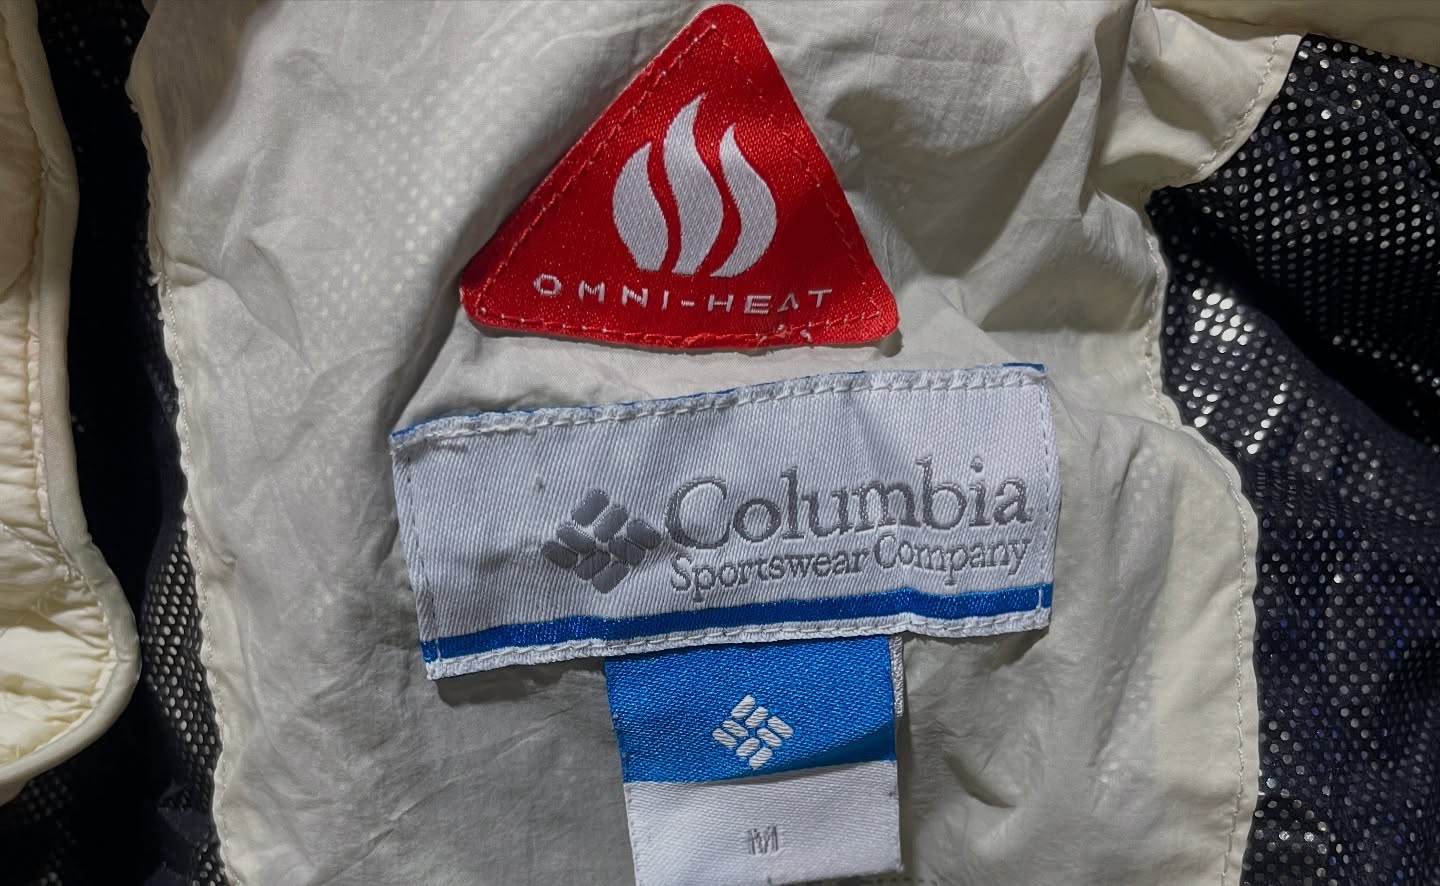 OMNI-HEAT
Columbia
Sportswear Company
M